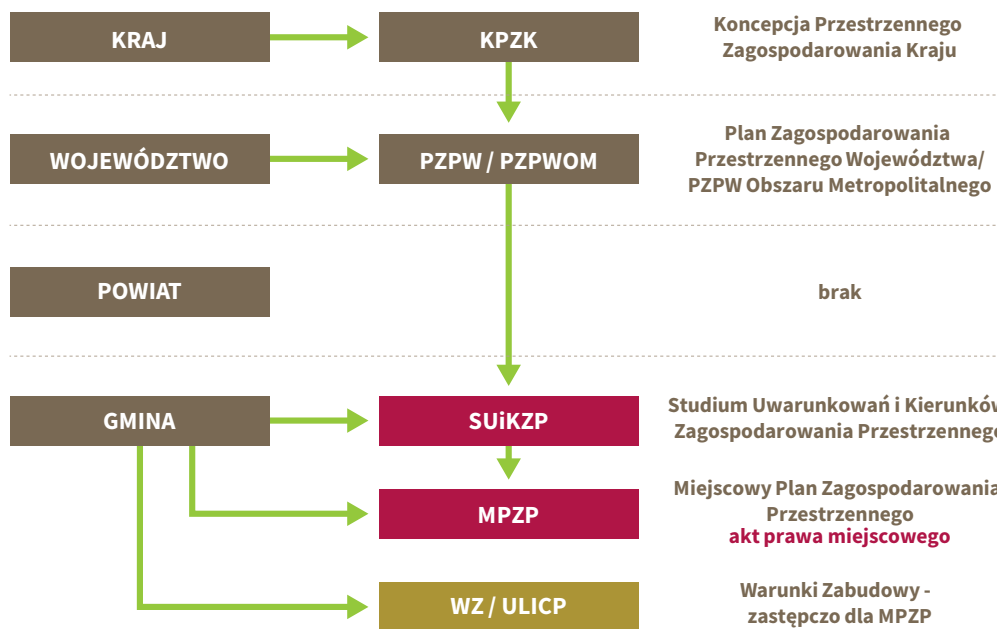 KRAJ
KPZK
Koncepcja Przestrzennego
Zagospodarowania Kraju
WOJEWÓDZTWO
PZPW / PZPWOM
Plan Zagospodarowania
Przestrzennego Województwa/
PZPW Obszaru Metropolitalnego
POWIAT
brak
GMINA
SUiKZP
Studium Uwarunkowań i Kierunków
Zagospodarowania Przestrzennego
MPZP
Miejscowy Plan Zagospodarowania
Przestrzennego
akt prawa miejscowego
WZ / ULICP
Warunki Zabudowy -
zastępczo dla MPZP